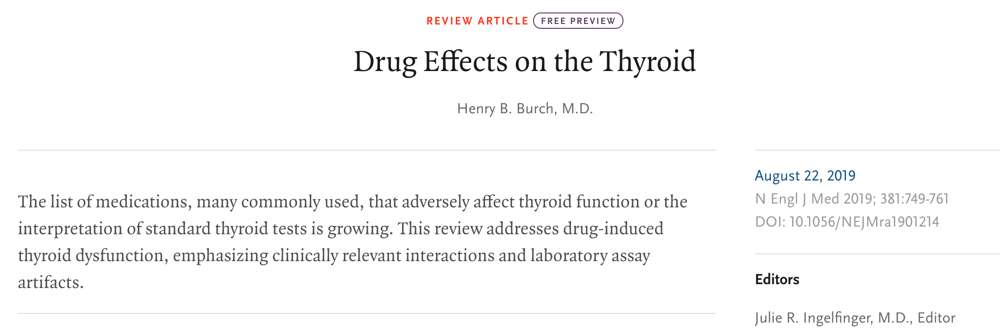 REVIEW ARTICLE FREE PREVIEW
Drug Effects on the Thyroid
Henry B. Burch, M.D.
The list of medications, many commonly used, that adversely affect thyroid function or the
interpretation of standard thyroid tests is growing. This review addresses drug-induced
thyroid dysfunction, emphasizing clinically relevant interactions and laboratory assay
artifacts.
August 22, 2019
N Engl J Med 2019; 381:749-761
DOI: 10.1056/NEJMra1901214
Editors
Julie R. Ingelfinger, M.D., Editor